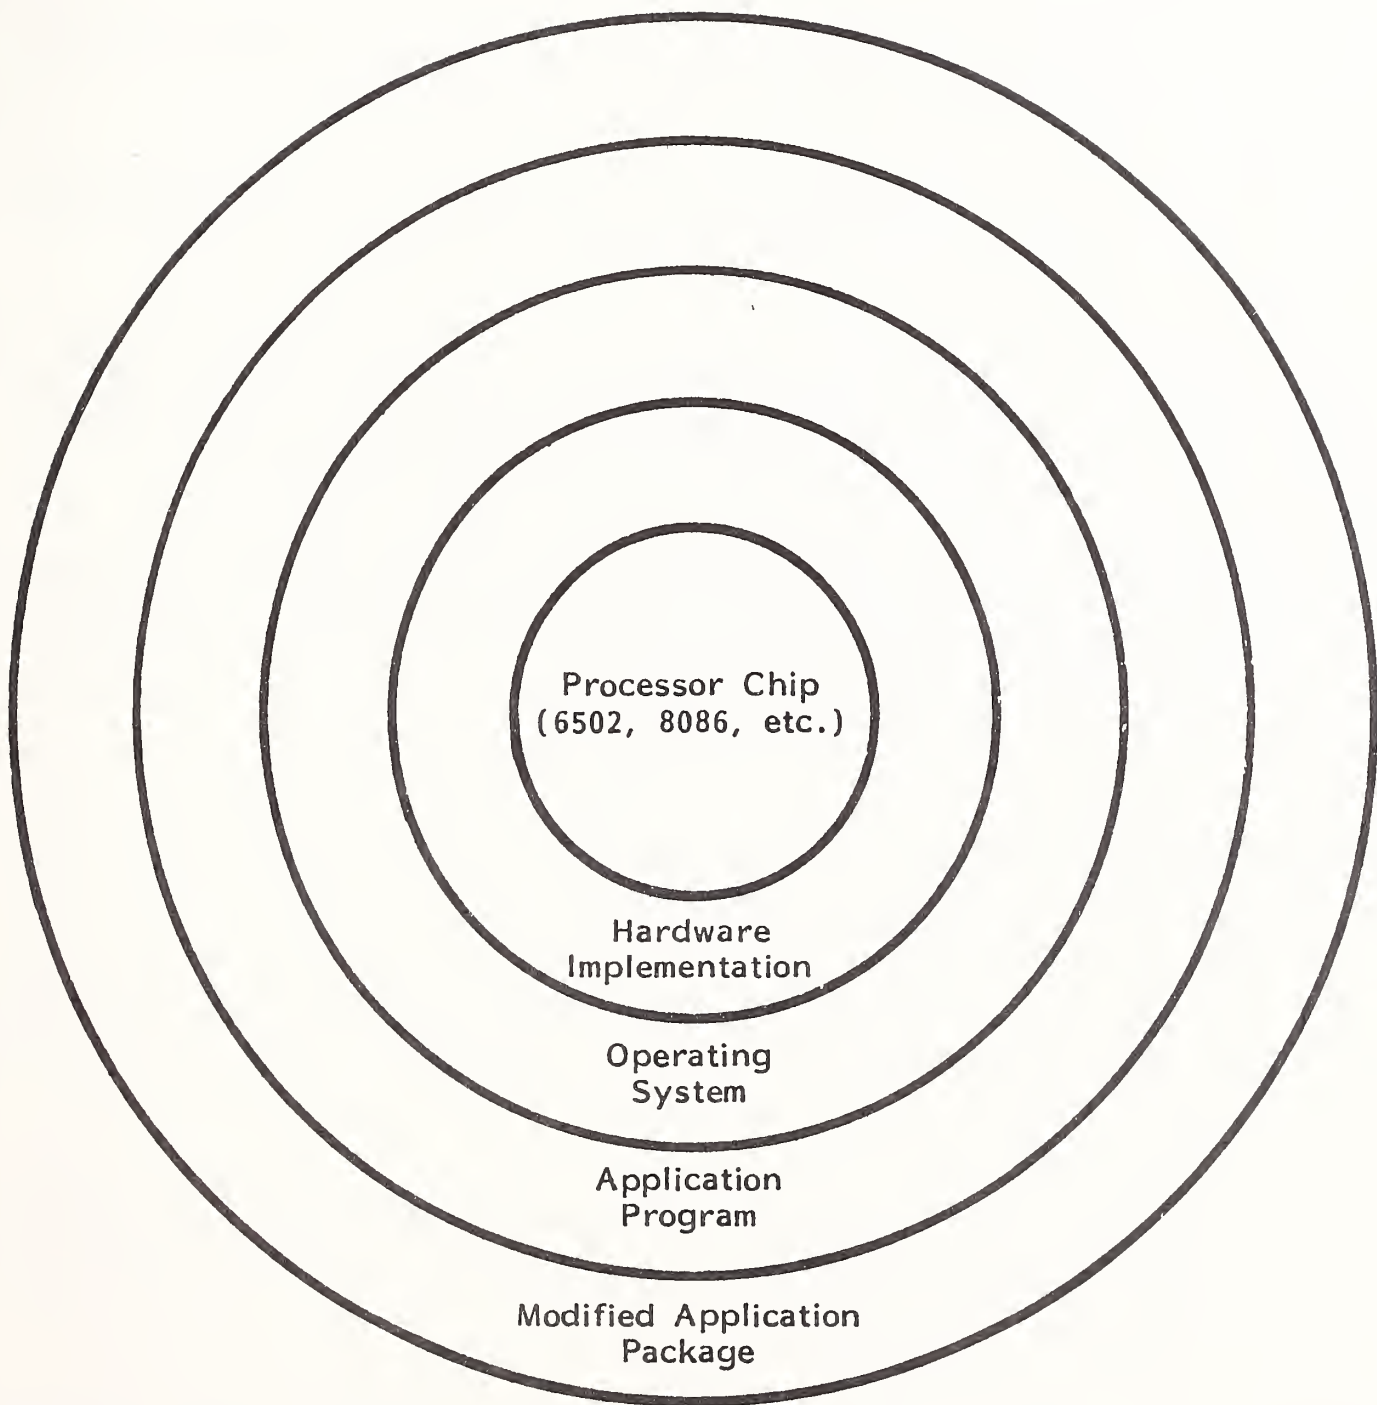 Processor Chip
(6502, 8086, etc.)
Hardware
Implementation
Operating
System
Application
Program
Modified Application
Package